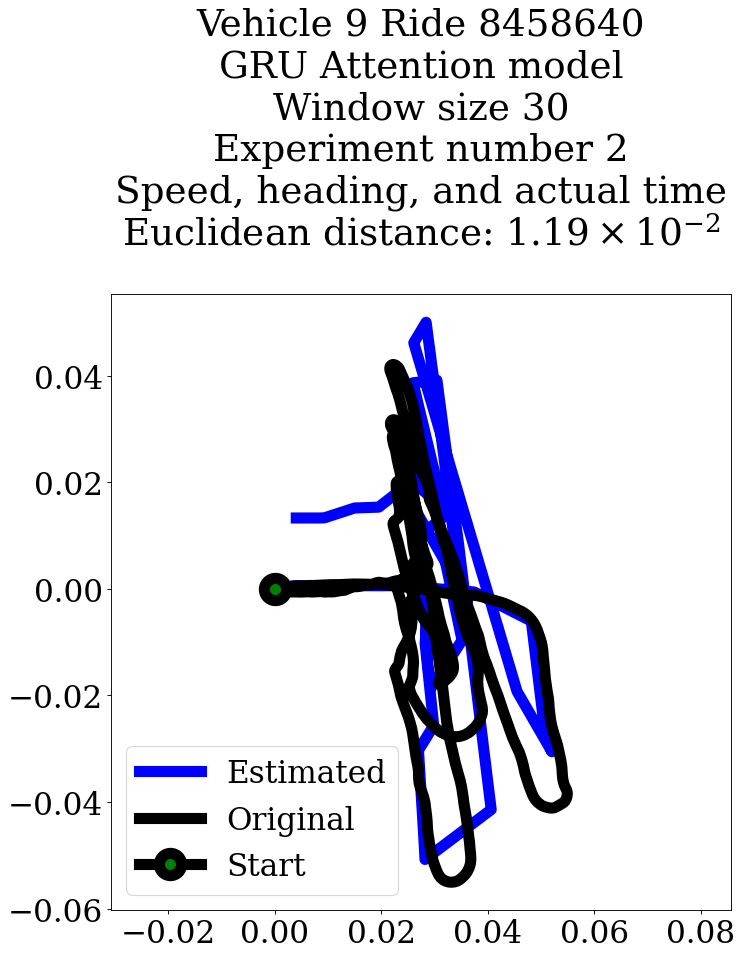 Vehicle 9 Ride 8458640
GRU Attention model
Window size 30
Experiment number 2
Speed, heading, and actual time
Euclidean distance: 1.19 × 10⁻²
0.04
0.02
0.00
−0.02
−0.04
−0.06
Estimated
Original
Start
−0.02 0.00 0.02 0.04 0.06 0.08